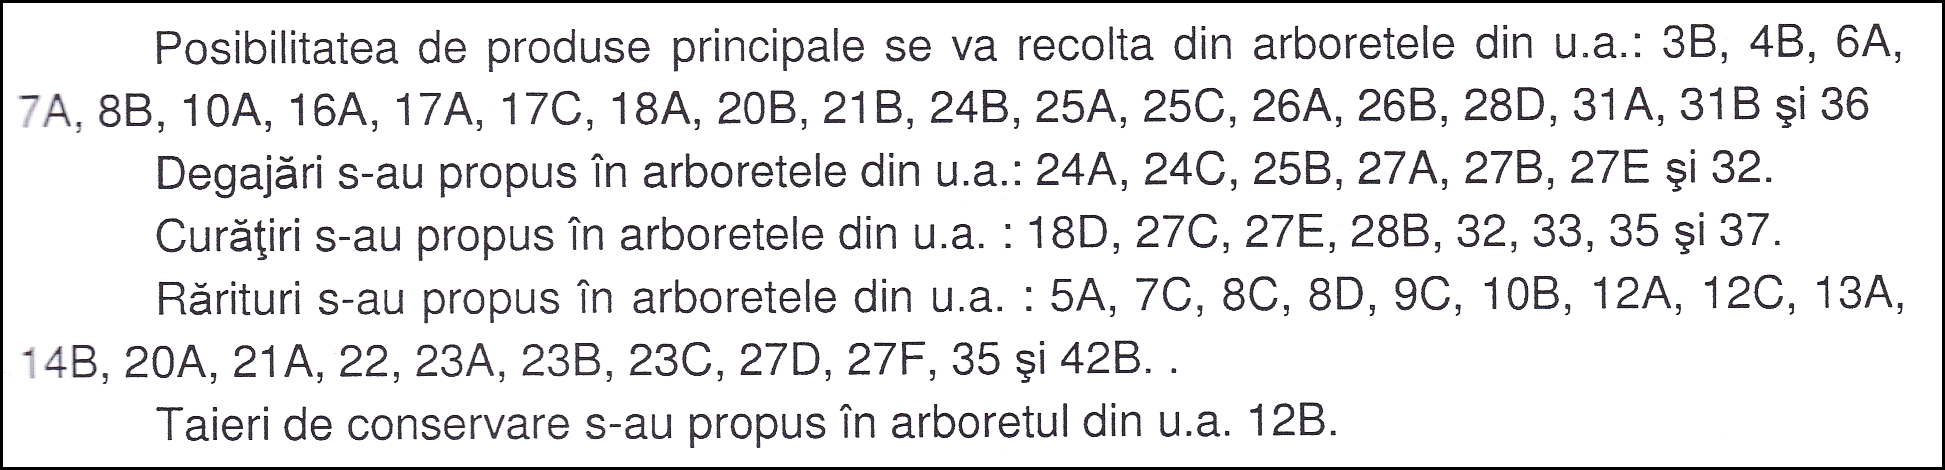 Posibilitatea de produse principale se va recolta din arboretele din u.a.: 3B, 4B, 6A,
7A, 8B, 10A, 16A, 17A, 17C, 18A, 20B, 21B, 24B, 25A, 25C, 26A, 26B, 28D, 31A, 31B şi 36
Degajări s-au propus în arboretele din u.a.: 24A, 24C, 25B, 27A, 27B, 27E şi 32.
Curăţiri s-au propus în arboretele din u.a. : 18D, 27C, 27E, 28B, 32, 33, 35 şi 37.
Rărituri s-au propus în arboretele din u.a. : 5A, 7C, 8C, 8D, 9C, 10B, 12A, 12C, 13A,
14B, 20A, 21A, 22, 23A, 23B, 23C, 27D, 27F, 35 şi 42B. .
Taieri de conservare s-au propus în arboretul din u.a. 12B.